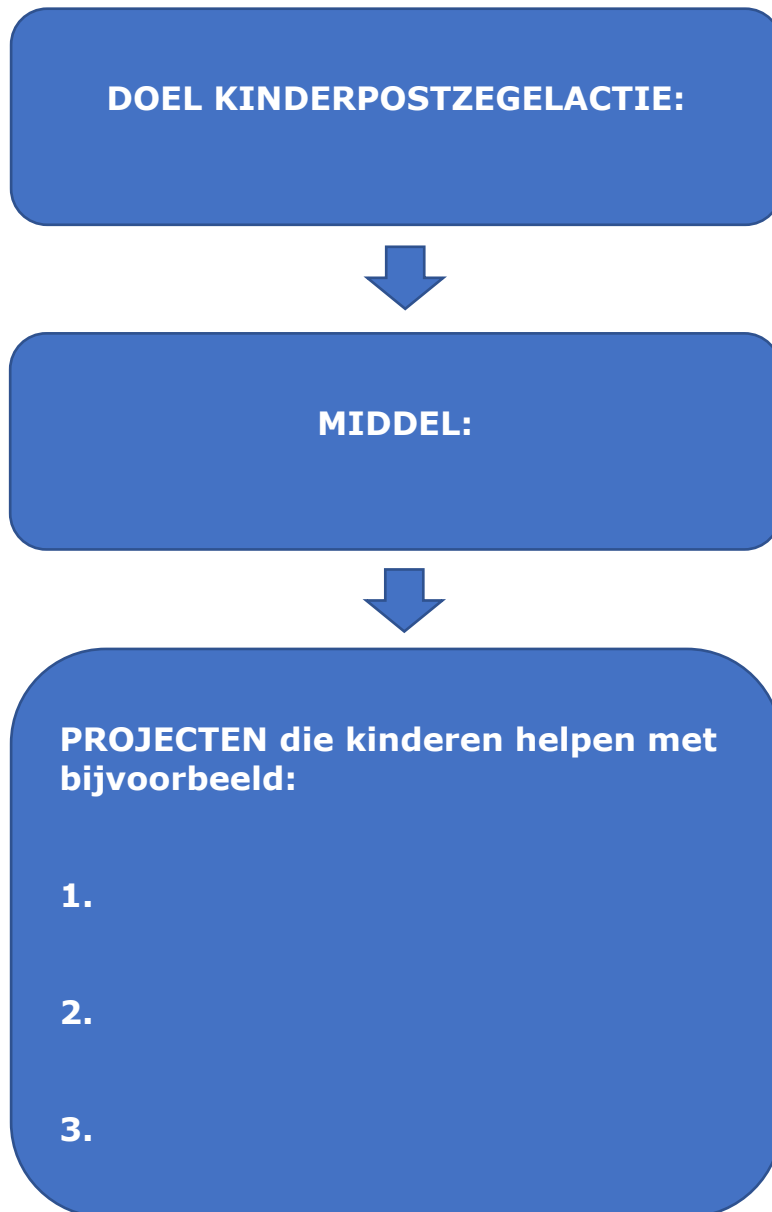 DOEL KINDERPOSTZEGELACTIE:
MIDDEL:
PROJECTEN die kinderen helpen met
bijvoorbeeld:
1.
2.
3.